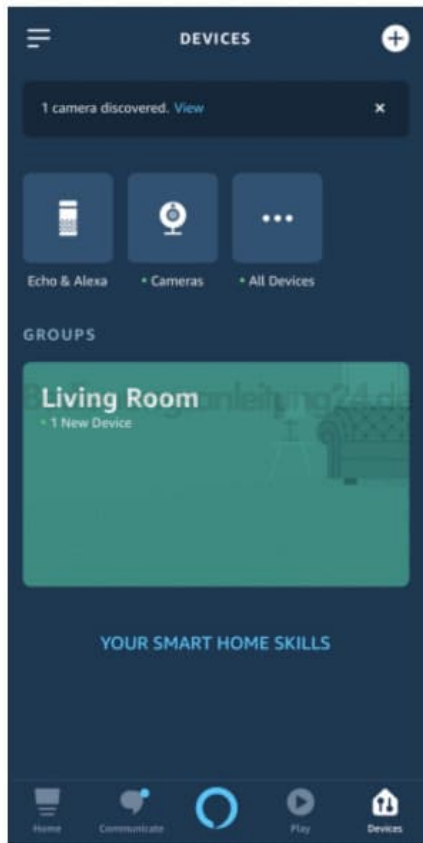 DEVICES
1 camera discovered. View
Echo & Alexa
Cameras
All Devices
GROUPS
Living Room
1 New Device
YOUR SMART HOME SKILLS
Home
Communicate
Play
Devices